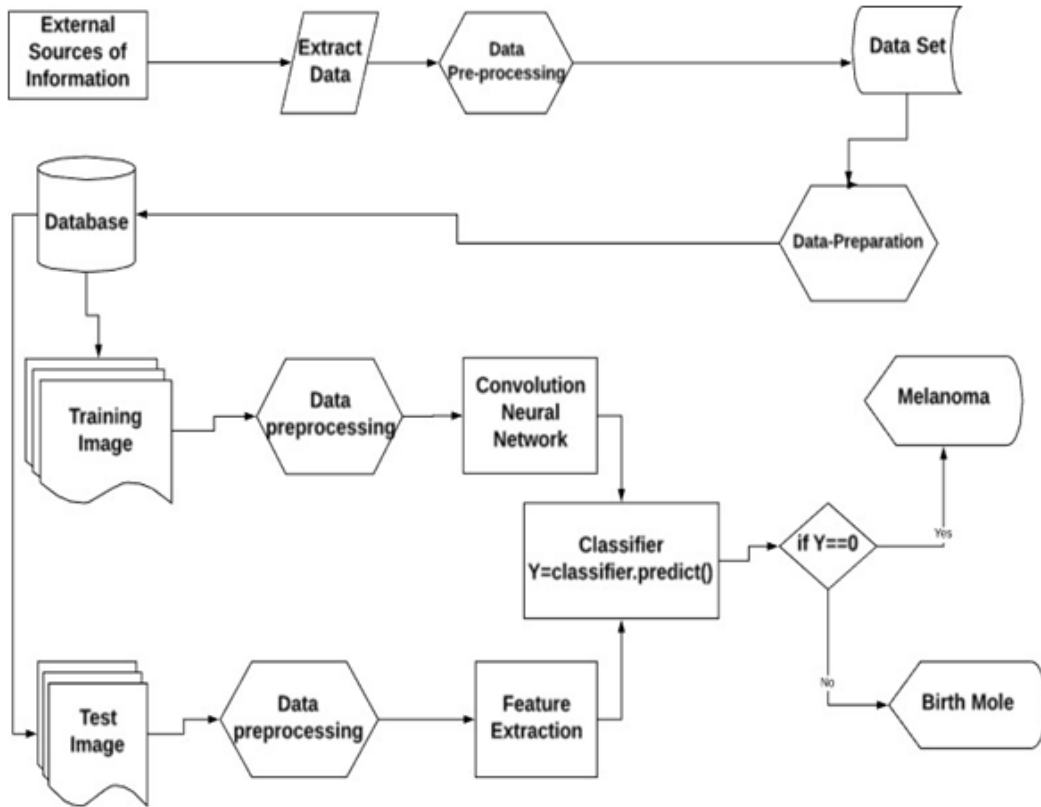 External
Sources of
Information
Extract
Data
Data
Pre-processing
Data Set
Database
Data-Preparation
Training
Image
Data
preprocessing
Convolution
Neural
Network
Melanoma
Classifier
Y=classifier.predict()
if Y==0
Yes
No
Test
Image
Data
preprocessing
Feature
Extraction
Birth Mole